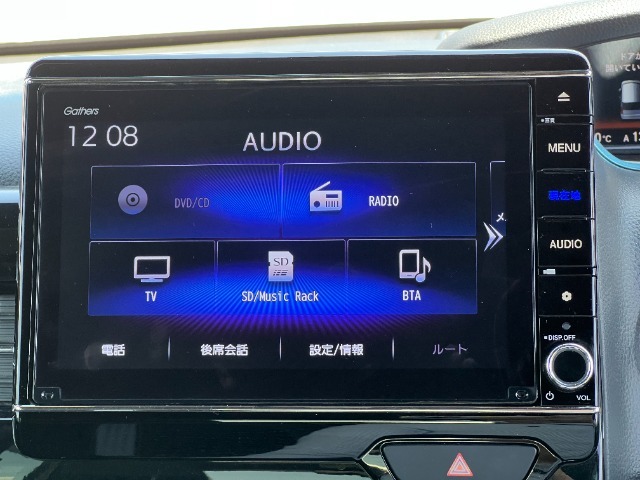 Gathers
12 08
AUDIO
DVD/CD
RADIO
TV
SD/Music Rack
BTA
電話
後席会話
設定/情報
ルート
MENU
現在地
AUDIO
DISP.OFF
VOL